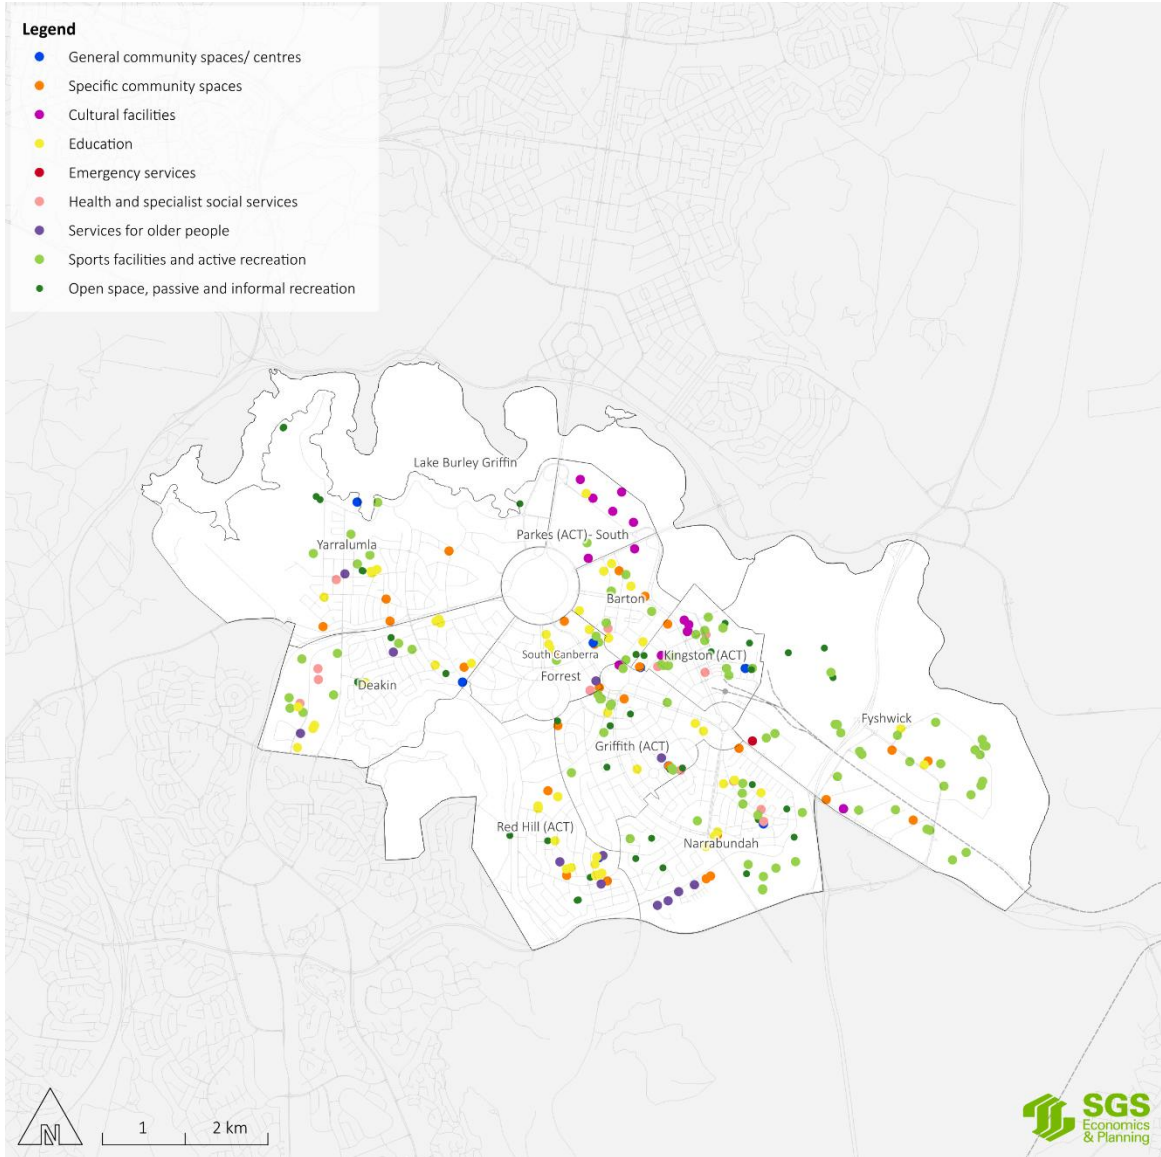 Legend
General community spaces/ centres
Specific community spaces
Cultural facilities
Education
Emergency services
Health and specialist social services
Services for older people
Sports facilities and active recreation
Open space, passive and informal recreation
Lake Burley Griffin
Parkes (ACT)- South
Yarralumla
Barton
South Canberra
Kingston (ACT)
Forrest
Deakin
Fyshwick
Griffith (ACT)
Red Hill (ACT)
Narrabundah
N
1
2 km
SGS
Economics
& Planning